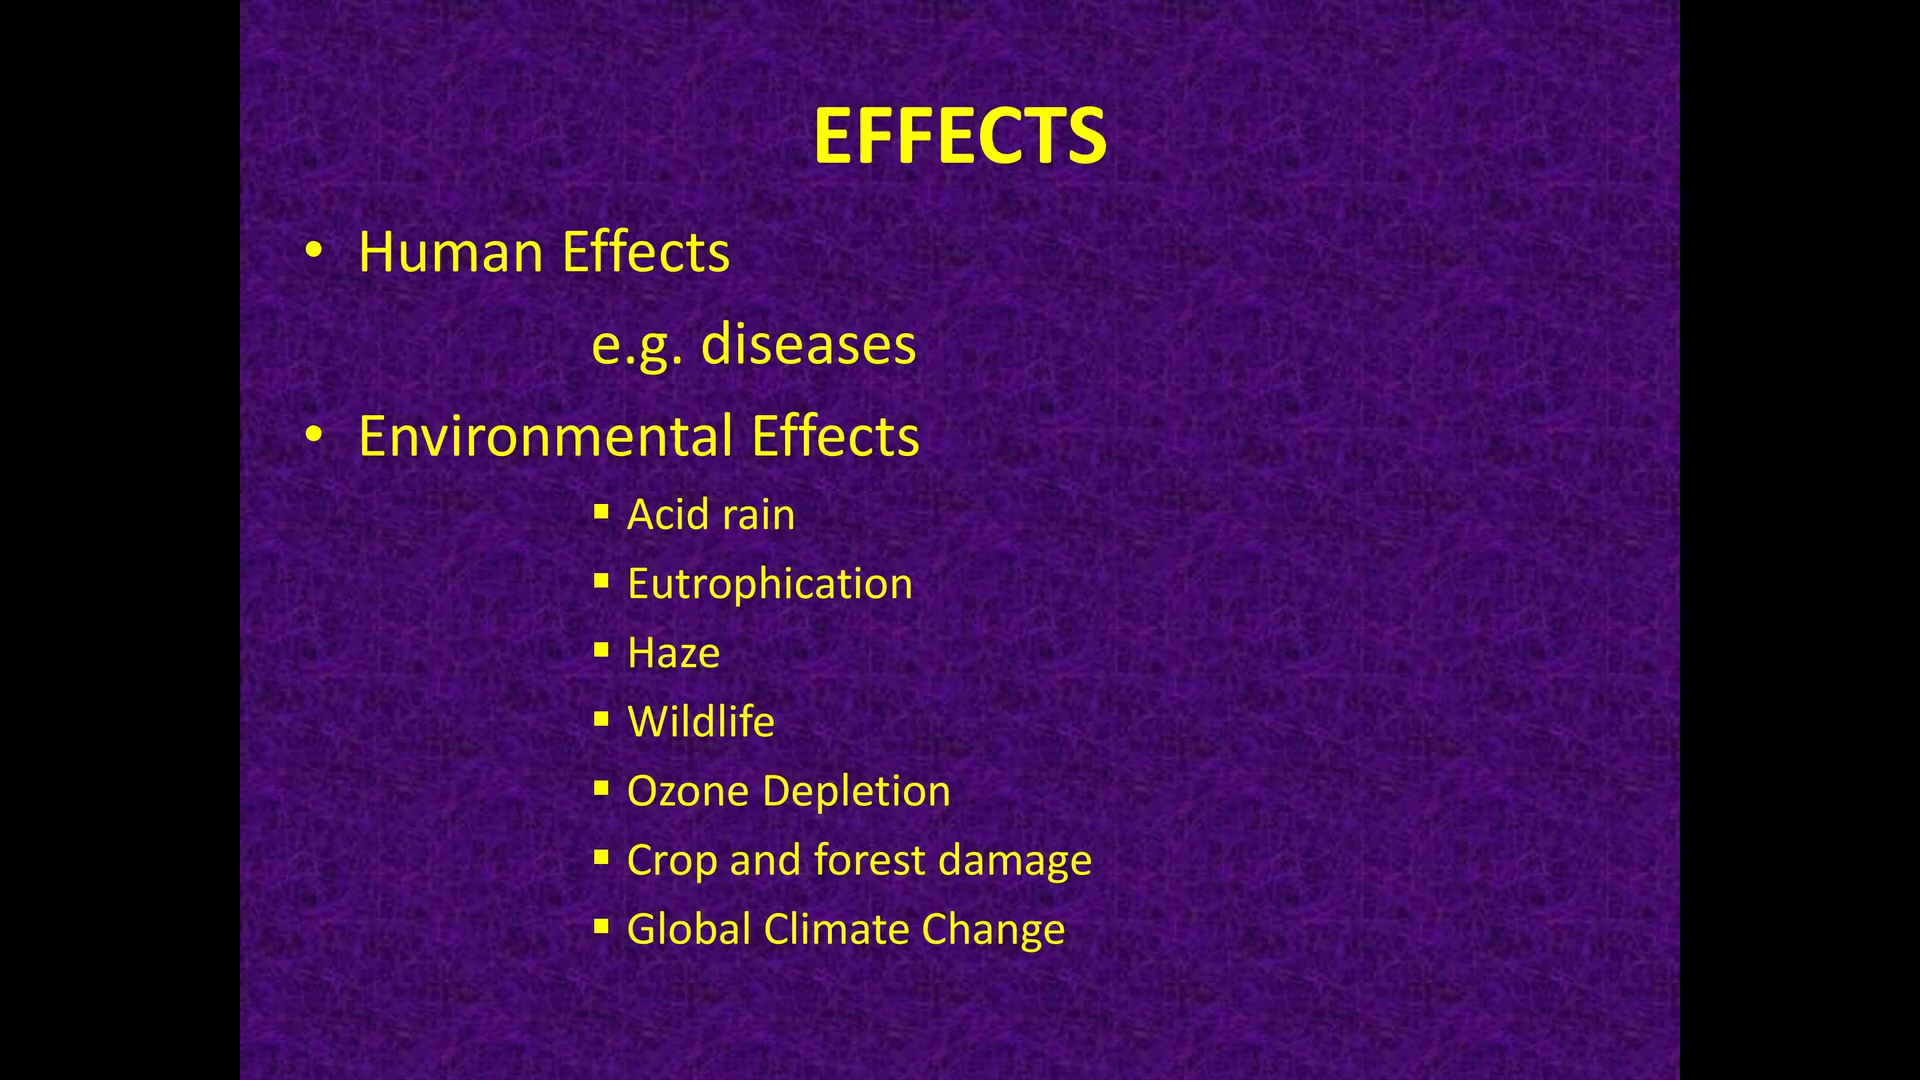 EFFECTS
• Human Effects
e.g. diseases
• Environmental Effects
▪ Acid rain
▪ Eutrophication
▪ Haze
▪ Wildlife
▪ Ozone Depletion
▪ Crop and forest damage
▪ Global Climate Change